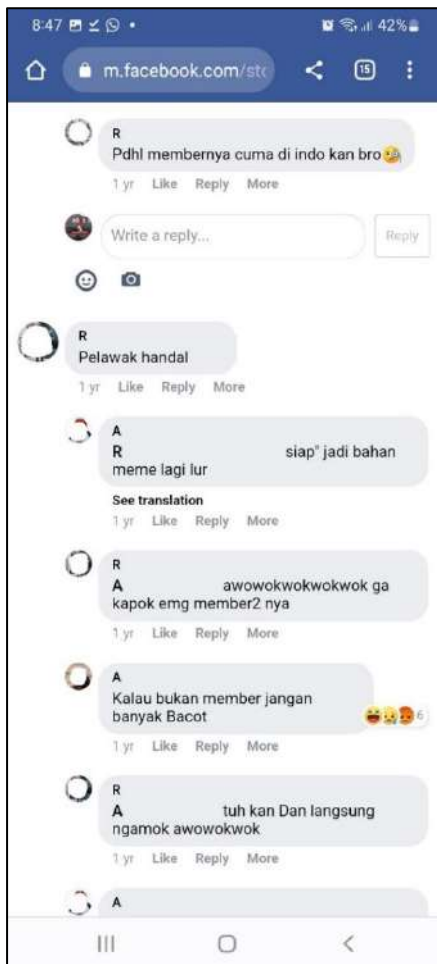 8:47
42%
m.facebook.com/sto
15
R
Pdhl membernya cuma di indo kan bro
1 yr Like Reply More
Write a reply...
Reply
R
Pelawak handal
1 yr Like Reply More
A
R siap" jadi bahan
meme lagi lur
See translation
1 yr Like Reply More
R
A awowokwokwokwok ga
kapok emg member2 nya
1 yr Like Reply More
A
Kalau bukan member jangan
banyak Bacot
6
1 yr Like Reply More
R
A tuh kan Dan langsung
ngamok awowokwok
1 yr Like Reply More
A